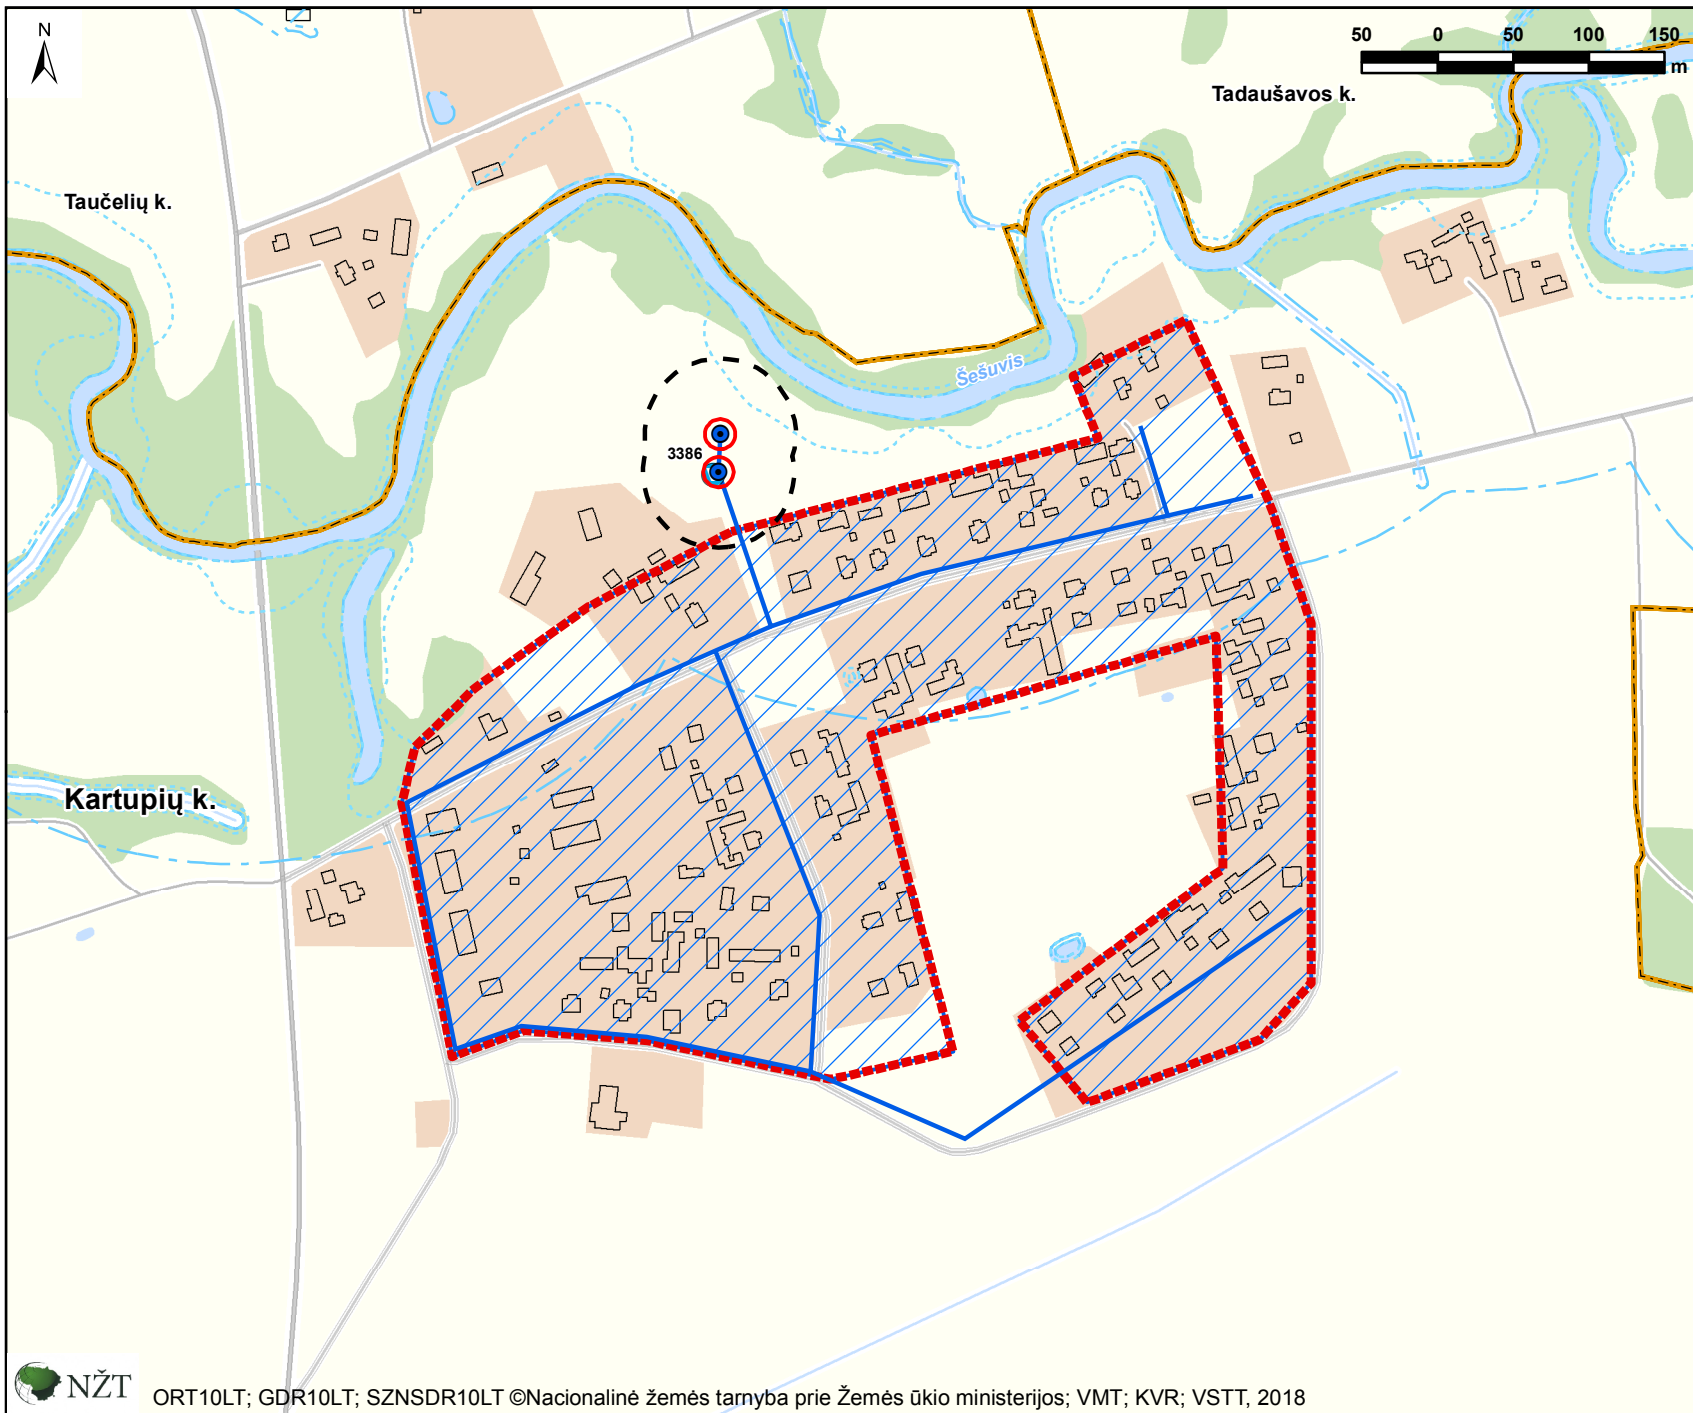 N
50 0 50 100 150
m
Tadaušavos k.
Taučelių k.
Šešuvis
3386
Kartupių k.
NŽT
ORT10LT; GDR10LT; SZNSDR10LT ©Nacionalinė žemės tarnyba prie Žemės ūkio ministerijos; VMT; KVR; VSTT, 2018